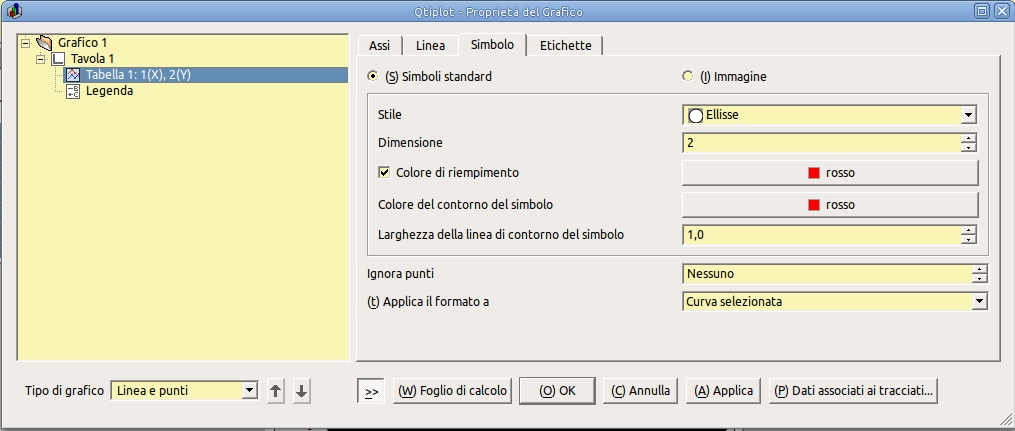 Qtiplot - Proprietà del Grafico
Grafico 1
Tavola 1
Tabella 1: 1(X), 2(Y)
Legenda
Assi Linea Simbolo Etichette
(S) Simboli standard (I) Immagine
Stile Ellisse
Dimensione 2
Colore di riempimento rosso
Colore del contorno del simbolo rosso
Larghezza della linea di contorno del simbolo 1,0
Ignora punti Nessuno
(t) Applica il formato a Curva selezionata
Tipo di grafico Linea e punti >> (W) Foglio di calcolo (O) OK (C) Annulla (A) Applica (P) Dati associati ai tracciati...